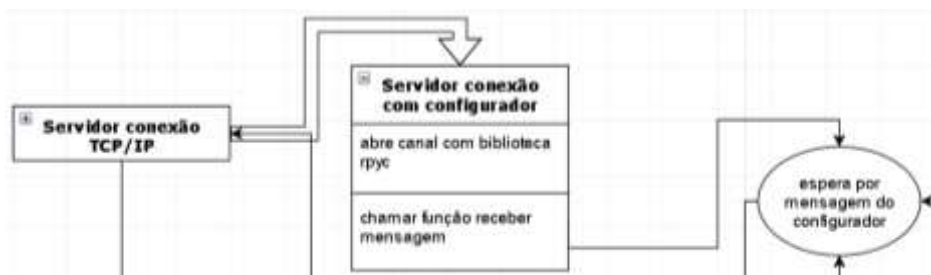 Servidor conexão
TCP/IP
Servidor conexão
com configurador
abre canal com biblioteca
rpyc
chamar função receber
mensagem
espera por
mensagem do
configurador